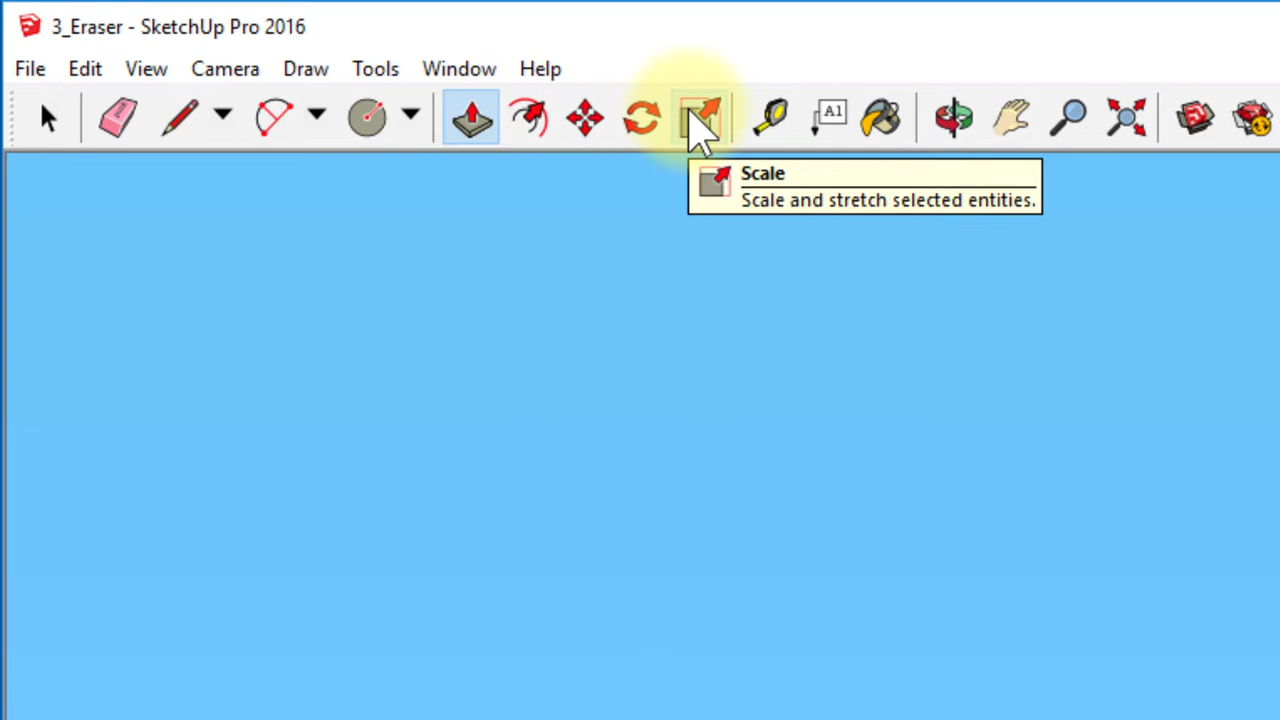 3_Eraser - SketchUp Pro 2016
File Edit View Camera Draw Tools Window Help
A1
Scale
Scale and stretch selected entities.